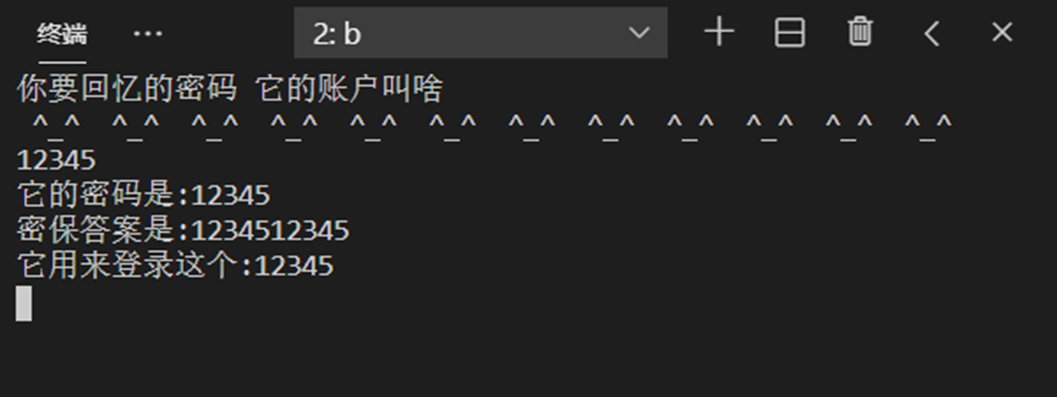 终端 ··· 2: b
你要回忆的密码 它的账户叫啥
^_^ ^_^ ^_^ ^_^ ^_^ ^_^ ^_^ ^_^ ^_^ ^_^ ^_^ ^_^
12345
它的密码是:12345
密保答案是:1234512345
它用来登录这个:12345